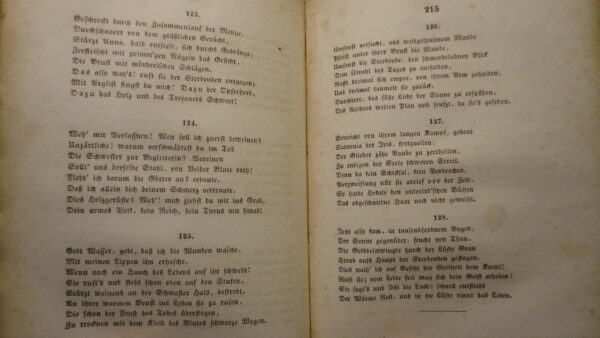 123.
Geschreckt durch den Zusammenlauf der Menge,
Durchschauert von dem gräßlichen Gerücht,
Stürzt Anna, halb entseelt, sich durchs Gedränge,
Zerfleischt mit grimm'gen Nägeln das Gesicht,
Die Brust mit mörderischen Schlägen.
Das also war's! ruft sie der Sterbenden entgegen;
Mit Arglist fingst du mich! Dazu der Opferherd,
Dazu das Holz und des Trojaners Schwert!
124.
Weh' mir Verlassnen! Wen soll ich zuerst beweinen?
Unzärtliche! warum verschmähtest du im Tod
Die Schwester zur Begleiterin? Vereinen
Sollt' uns derselbe Stahl, von Beider Blute roth!
Fleht' ich darum die Götter an? erbaute,
Daß ich allein dich deinem Schmerz vertraute,
Dies Holzgerüste? Weh'! mich ziehst du mit ins Grab,
Dein armes Volk, dein Reich, dein Tyrus mit hinab!
125.
Gebt Wasser, gebt, daß ich die Wunden wasche,
Mit meinen Lippen ihn erhasche,
Wenn noch ein Hauch des Lebens auf ihr schwebt!
Sie ruft's und steht schon oben auf den Stufen,
Stürzt weinend an der Schwester Hals, bestrebt,
An ihrer warmen Brust ins Leben sie zu rufen,
Die schon der Frost des Todes überflogen,
Zu trocknen mit dem Kleid des Blutes schwarze Wogen.
215
126.
Umsonst versucht, aus weitgespaltnem Munde
Pfeift unter ihrer Brust die Wunde,
Umsonst die Sterbende, den schwerbeladnen Blick
Dem Strahl des Tages zu entfalten,
Rafft dreimal sich empor, von ihrem Arm gehalten,
Und dreimal taumelt sie zurück,
Durchirrt, das süße Licht der Sonne zu erspähen,
Des Aethers weiten Plan und seufzt, da sie's gesehen.
127.
Erweicht von ihrem langen Kampf, gebeut
Saturnia der Iris, fortzueilen,
Der Glieder zähe Bande zu zertheilen,
Zu endigen der Seele schweren Streit.
Denn da kein Schicksal, kein Verbrechen,
Verzweiflung nur sie abrief vor der Zeit,
So hatte Hekate den unterird'schen Bächen
Das abgeschnittne Haar noch nicht geweiht.
128.
Jetzt also kam, in tausendfarbnem Bogen,
Der Sonne gegenüber, feucht von Thau,
Die Goldbeschwingte durch der Lüfte Grau
Herab aufs Haupt der Sterbenden geflogen.
Dies weih' ich auf Befehl der Gottheit dem Kozyt!
Ruft sie; vom Leibe frei mag sich dein Geist erheben!
Sie sagt's und löst die Locke; schnell entflieht
Der Wärme Rest, und in die Lüfte rinnt das Leben.